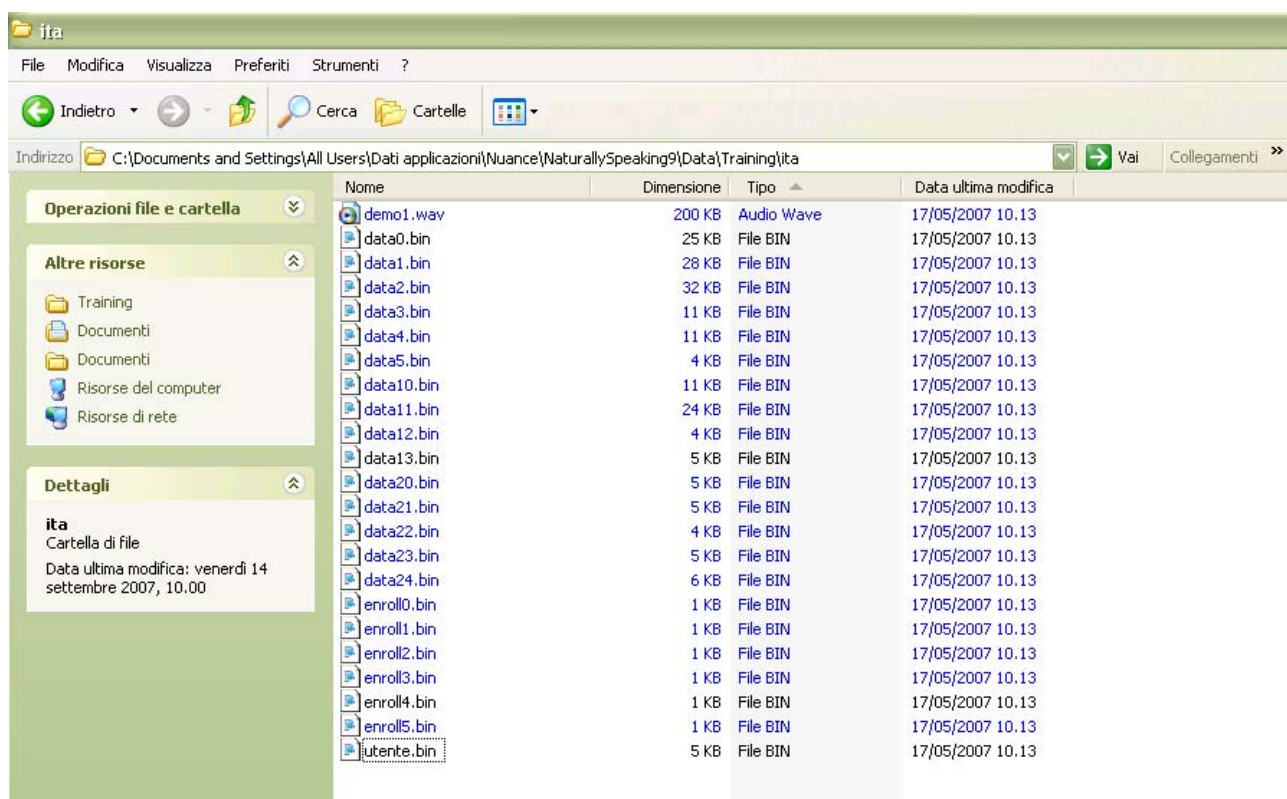 ita
File Modifica Visualizza Preferiti Strumenti ?
Indietro Cerca Cartelle
Indirizzo C:\Documents and Settings\All Users\Dati applicazioni\Nuance\NaturallySpeaking9\Data\Training\ita Vai Collegamenti »
Operazioni file e cartella
Altre risorse
Training
Documenti
Documenti
Risorse del computer
Risorse di rete
Dettagli
ita
Cartella di file
Data ultima modifica: venerdì 14
settembre 2007, 10.00
Nome Dimensione Tipo Data ultima modifica
demo1.wav 200 KB Audio Wave 17/05/2007 10.13
data0.bin 25 KB File BIN 17/05/2007 10.13
data1.bin 28 KB File BIN 17/05/2007 10.13
data2.bin 32 KB File BIN 17/05/2007 10.13
data3.bin 11 KB File BIN 17/05/2007 10.13
data4.bin 11 KB File BIN 17/05/2007 10.13
data5.bin 4 KB File BIN 17/05/2007 10.13
data10.bin 11 KB File BIN 17/05/2007 10.13
data11.bin 24 KB File BIN 17/05/2007 10.13
data12.bin 4 KB File BIN 17/05/2007 10.13
data13.bin 5 KB File BIN 17/05/2007 10.13
data20.bin 5 KB File BIN 17/05/2007 10.13
data21.bin 5 KB File BIN 17/05/2007 10.13
data22.bin 4 KB File BIN 17/05/2007 10.13
data23.bin 5 KB File BIN 17/05/2007 10.13
data24.bin 6 KB File BIN 17/05/2007 10.13
enroll0.bin 1 KB File BIN 17/05/2007 10.13
enroll1.bin 1 KB File BIN 17/05/2007 10.13
enroll2.bin 1 KB File BIN 17/05/2007 10.13
enroll3.bin 1 KB File BIN 17/05/2007 10.13
enroll4.bin 1 KB File BIN 17/05/2007 10.13
enroll5.bin 1 KB File BIN 17/05/2007 10.13
utente.bin 5 KB File BIN 17/05/2007 10.13